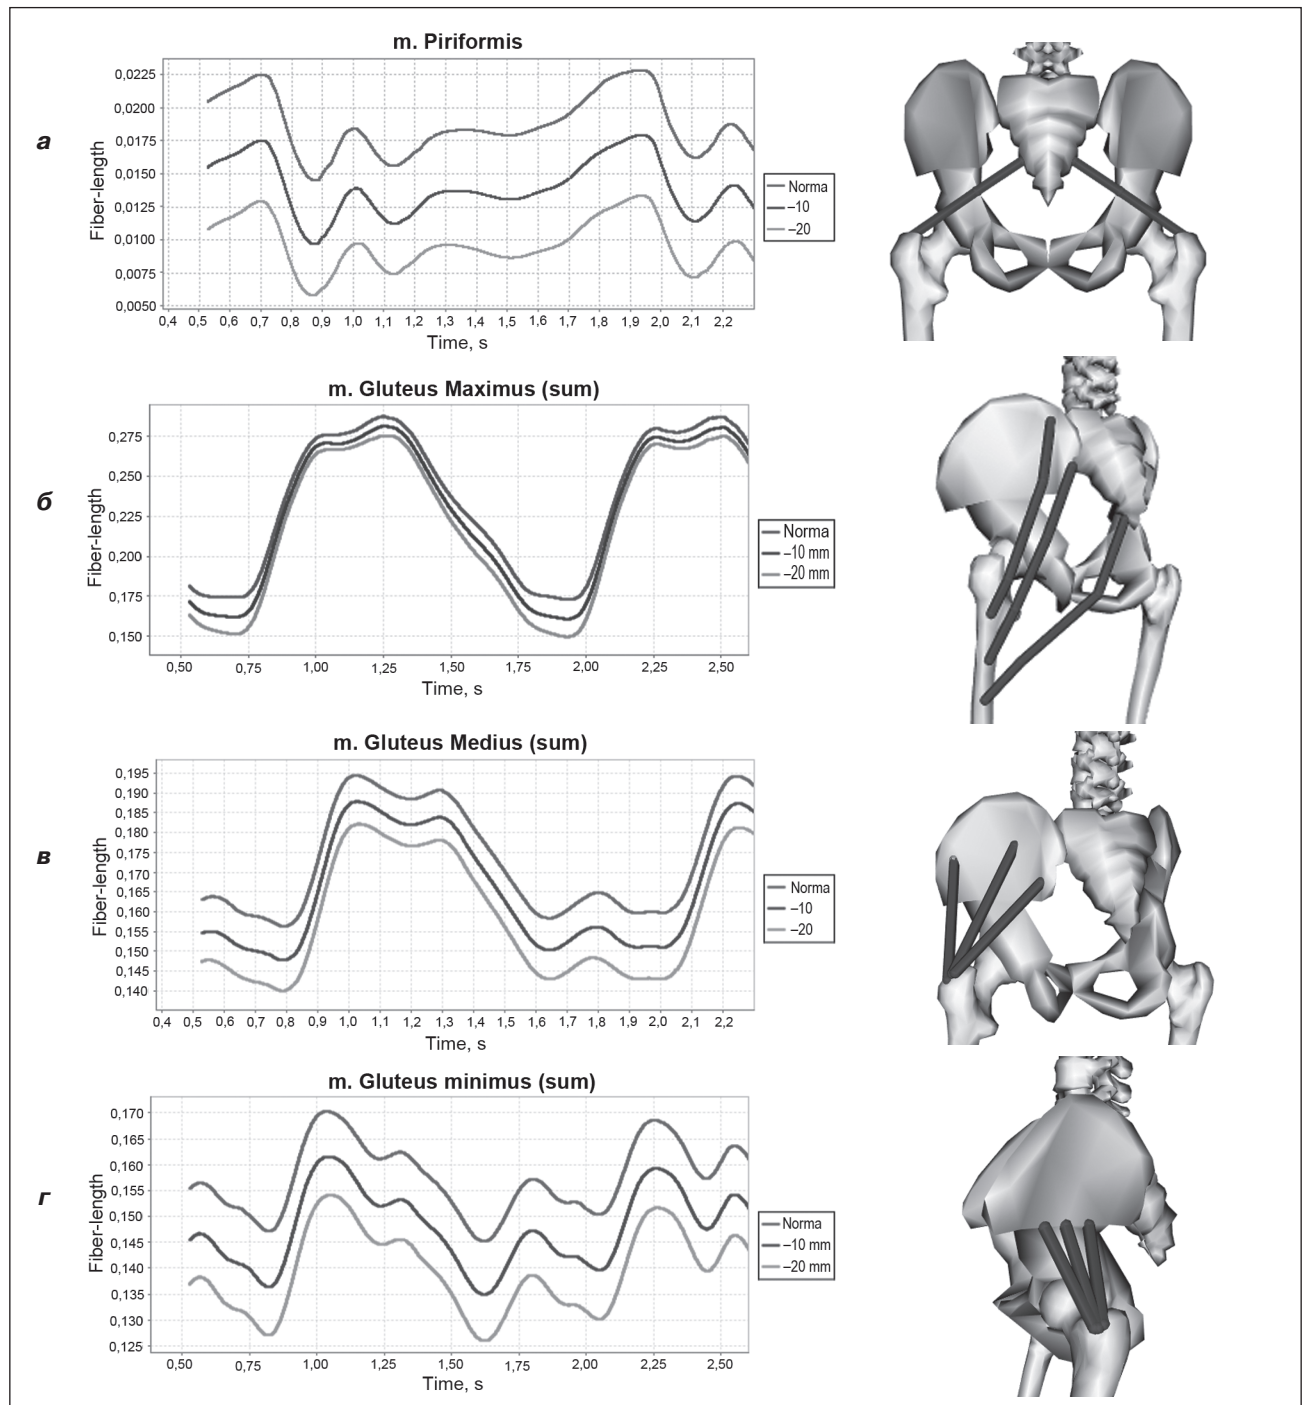 а
m. Piriformis
Fiber-length
0,0225
0,0200
0,0175
0,0150
0,0125
0,0100
0,0075
0,0050
0,4 0,5 0,6 0,7 0,8 0,9 1,0 1,1 1,2 1,3 1,4 1,5 1,6 1,7 1,8 1,9 2,0 2,1 2,2
Time, s
Norma
–10
–20
б
m. Gluteus Maximus (sum)
Fiber-length
0,275
0,250
0,225
0,200
0,175
0,150
0,50 0,75 1,00 1,25 1,50 1,75 2,00 2,25 2,50
Time, s
Norma
–10 mm
–20 mm
в
m. Gluteus Medius (sum)
Fiber-length
0,195
0,190
0,185
0,180
0,175
0,170
0,165
0,160
0,155
0,150
0,145
0,140
0,4 0,5 0,6 0,7 0,8 0,9 1,0 1,1 1,2 1,3 1,4 1,5 1,6 1,7 1,8 1,9 2,0 2,1 2,2
Time, s
Norma
–10
–20
г
m. Gluteus minimus (sum)
Fiber-length
0,170
0,165
0,160
0,155
0,150
0,145
0,140
0,135
0,130
0,125
0,50 0,75 1,00 1,25 1,50 1,75 2,00 2,25 2,50
Time, s
Norma
–10 mm
–20 mm